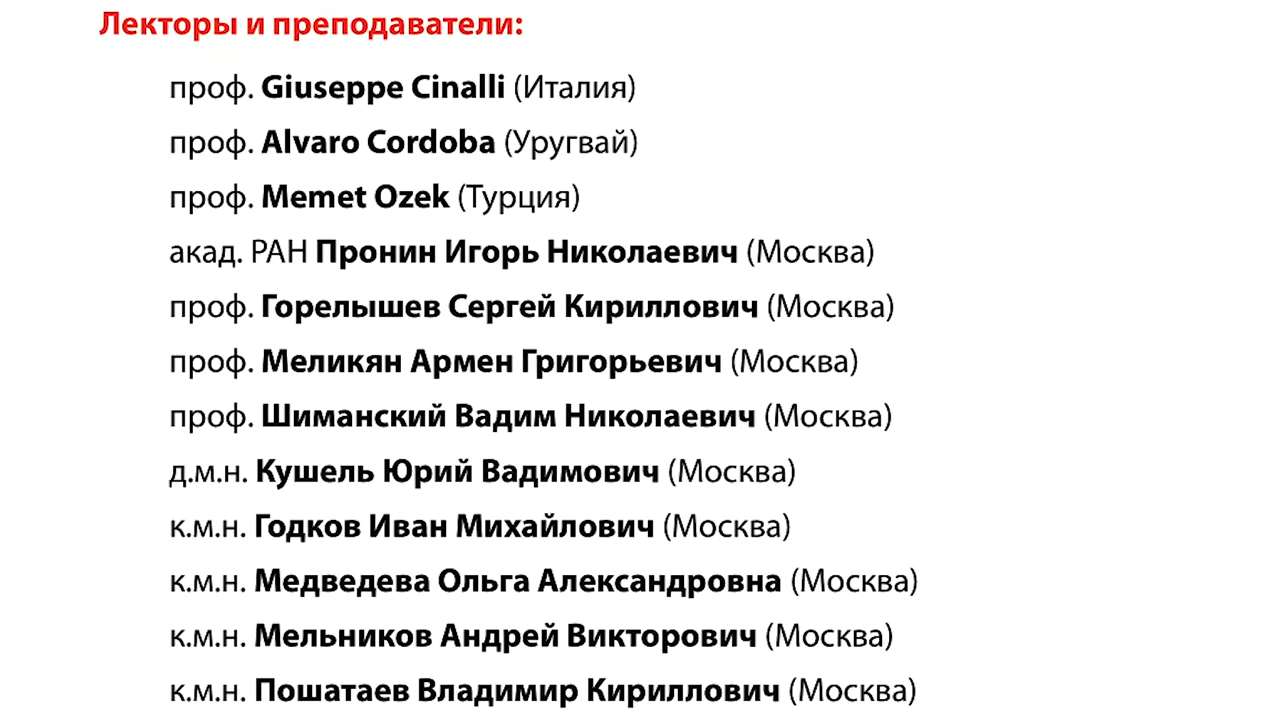 Лекторы и преподаватели:
проф. Giuseppe Cinalli (Италия)
проф. Alvaro Cordoba (Уругвай)
проф. Memet Ozek (Турция)
акад. РАН Пронин Игорь Николаевич (Москва)
проф. Горелышев Сергей Кириллович (Москва)
проф. Меликян Армен Григорьевич (Москва)
проф. Шиманский Вадим Николаевич (Москва)
д.м.н. Кушель Юрий Вадимович (Москва)
к.м.н. Годков Иван Михайлович (Москва)
к.м.н. Медведева Ольга Александровна (Москва)
к.м.н. Мельников Андрей Викторович (Москва)
к.м.н. Пошатаев Владимир Кириллович (Москва)